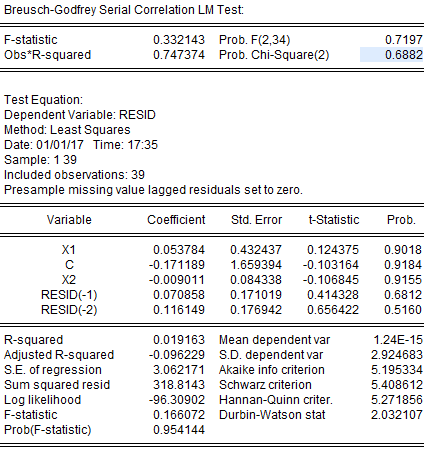 Breusch-Godfrey Serial Correlation LM Test:
F-statistic 0.332143 Prob. F(2,34) 0.7197
Obs*R-squared 0.747374 Prob. Chi-Square(2) 0.6882
Test Equation:
Dependent Variable: RESID
Method: Least Squares
Date: 01/01/17 Time: 17:35
Sample: 1 39
Included observations: 39
Presample missing value lagged residuals set to zero.
Variable Coefficient Std. Error t-Statistic Prob.
X1 0.053784 0.432437 0.124375 0.9018
C -0.171189 1.659394 -0.103164 0.9184
X2 -0.009011 0.084338 -0.106845 0.9155
RESID(-1) 0.070858 0.171019 0.414328 0.6812
RESID(-2) 0.116149 0.176942 0.656422 0.5160
R-squared 0.019163 Mean dependent var 1.24E-15
Adjusted R-squared -0.096229 S.D. dependent var 2.924683
S.E. of regression 3.062171 Akaike info criterion 5.195334
Sum squared resid 318.8143 Schwarz criterion 5.408612
Log likelihood -96.30902 Hannan-Quinn criter. 5.271856
F-statistic 0.166072 Durbin-Watson stat 2.032107
Prob(F-statistic) 0.954144